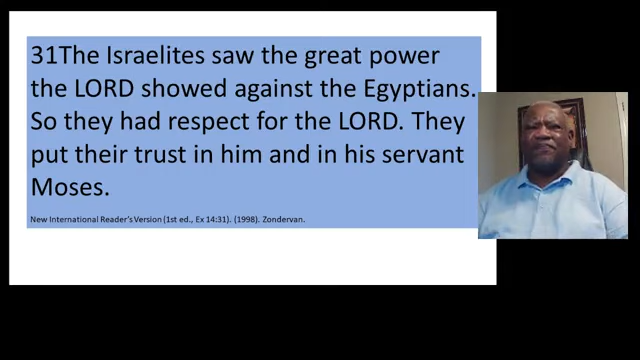 31The Israelites saw the great power
the LORD showed against the Egyptians.
So they had respect for the LORD. They
put their trust in him and in his servant
Moses.
New International Reader's Version (1st ed., Ex 14:31). (1998). Zondervan.